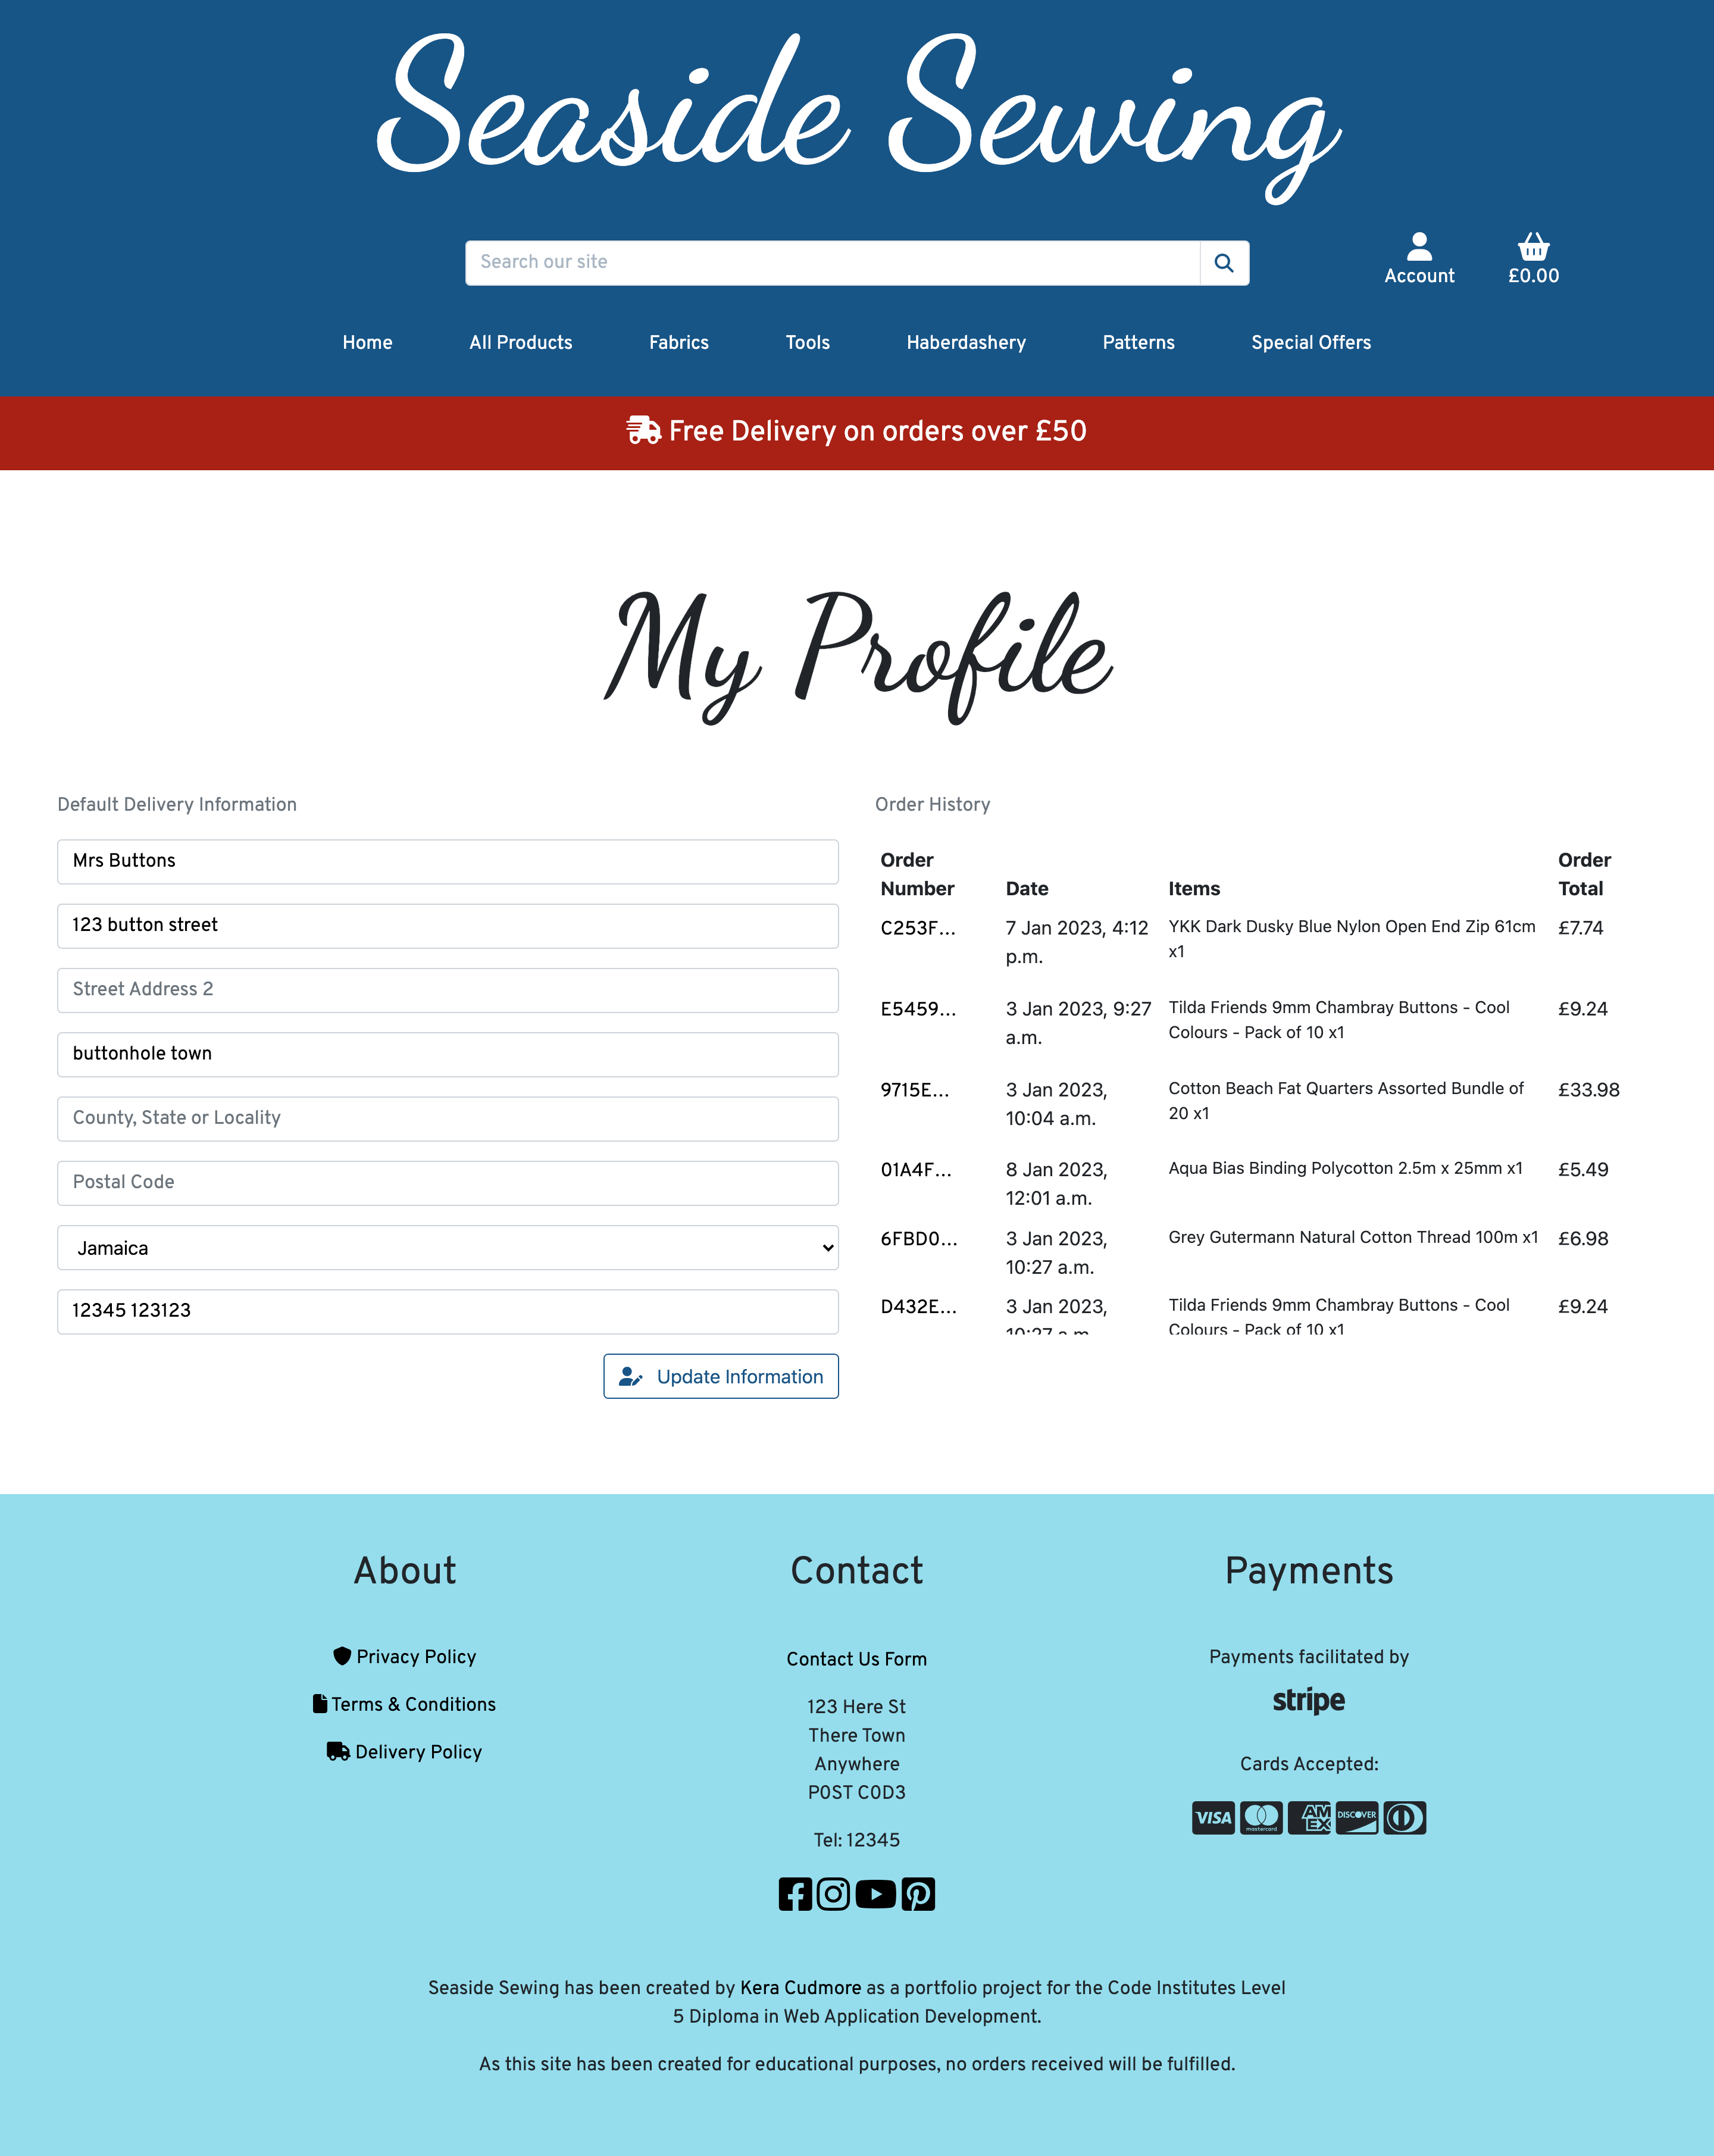 Seaside Sewing
Search our site
Account
£0.00
Home All Products Fabrics Tools Haberdashery Patterns Special Offers
Free Delivery on orders over £50
My Profile
Default Delivery Information
Mrs Buttons
123 button street
Street Address 2
buttonhole town
County, State or Locality
Postal Code
Jamaica
12345 123123
Update Information
Order History
Order Number Date Items Order Total
C253F... 7 Jan 2023, 4:12 p.m. YKK Dark Dusky Blue Nylon Open End Zip 61cm x1 £7.74
E5459... 3 Jan 2023, 9:27 a.m. Tilda Friends 9mm Chambray Buttons - Cool Colours - Pack of 10 x1 £9.24
9715E... 3 Jan 2023, 10:04 a.m. Cotton Beach Fat Quarters Assorted Bundle of 20 x1 £33.98
01A4F... 8 Jan 2023, 12:01 a.m. Aqua Bias Binding Polycotton 2.5m x 25mm x1 £5.49
6FBD0... 3 Jan 2023, 10:27 a.m. Grey Gutermann Natural Cotton Thread 100m x1 £6.98
D432E... 3 Jan 2023, 10:27 a.m. Tilda Friends 9mm Chambray Buttons - Cool Colours - Pack of 10 x1 £9.24
About
Privacy Policy
Terms & Conditions
Delivery Policy
Contact
Contact Us Form
123 Here St
There Town
Anywhere
P0ST C0D3
Tel: 12345
Payments
Payments facilitated by
stripe
Cards Accepted:
VISA mastercard AM EX DISCOVER
Seaside Sewing has been created by Kera Cudmore as a portfolio project for the Code Institutes Level
5 Diploma in Web Application Development.
As this site has been created for educational purposes, no orders received will be fulfilled.